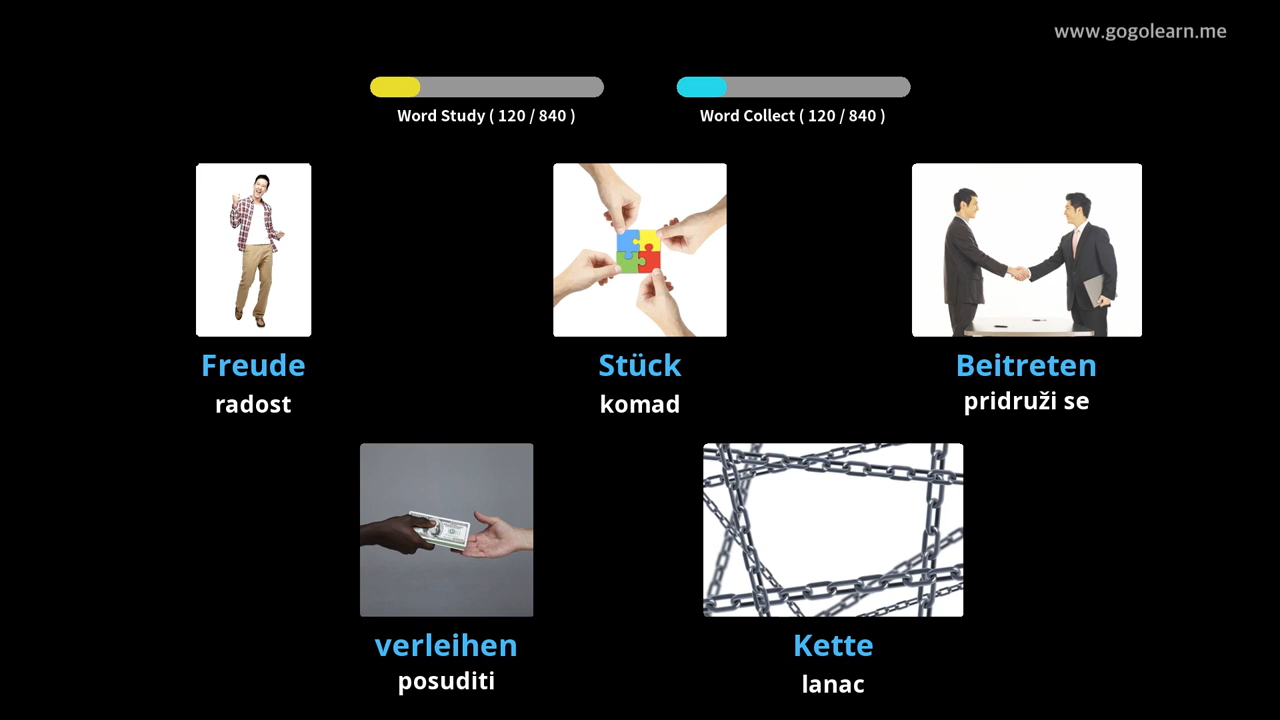 www.gogolearn.me
Word Study ( 120 / 840 )
Word Collect ( 120 / 840 )
Freude
radost
Stück
komad
Beitreten
pridruži se
verleihen
posuditi
Kette
lanac